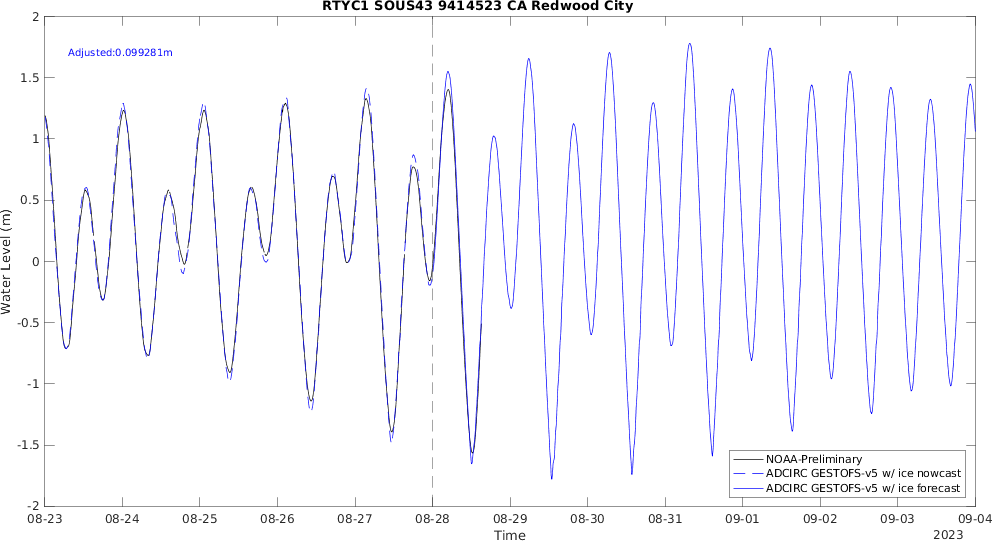 RTYC1 SOUS43 9414523 CA Redwood City
Adjusted:0.099281m
2
1.5
1
0.5
0
-0.5
-1
-1.5
-2
Water Level (m)
NOAA-Preliminary
ADCIRC GESTOFS-v5 w/ ice nowcast
ADCIRC GESTOFS-v5 w/ ice forecast
08-23 08-24 08-25 08-26 08-27 08-28 08-29 08-30 08-31 09-01 09-02 09-03 09-04
Time
2023